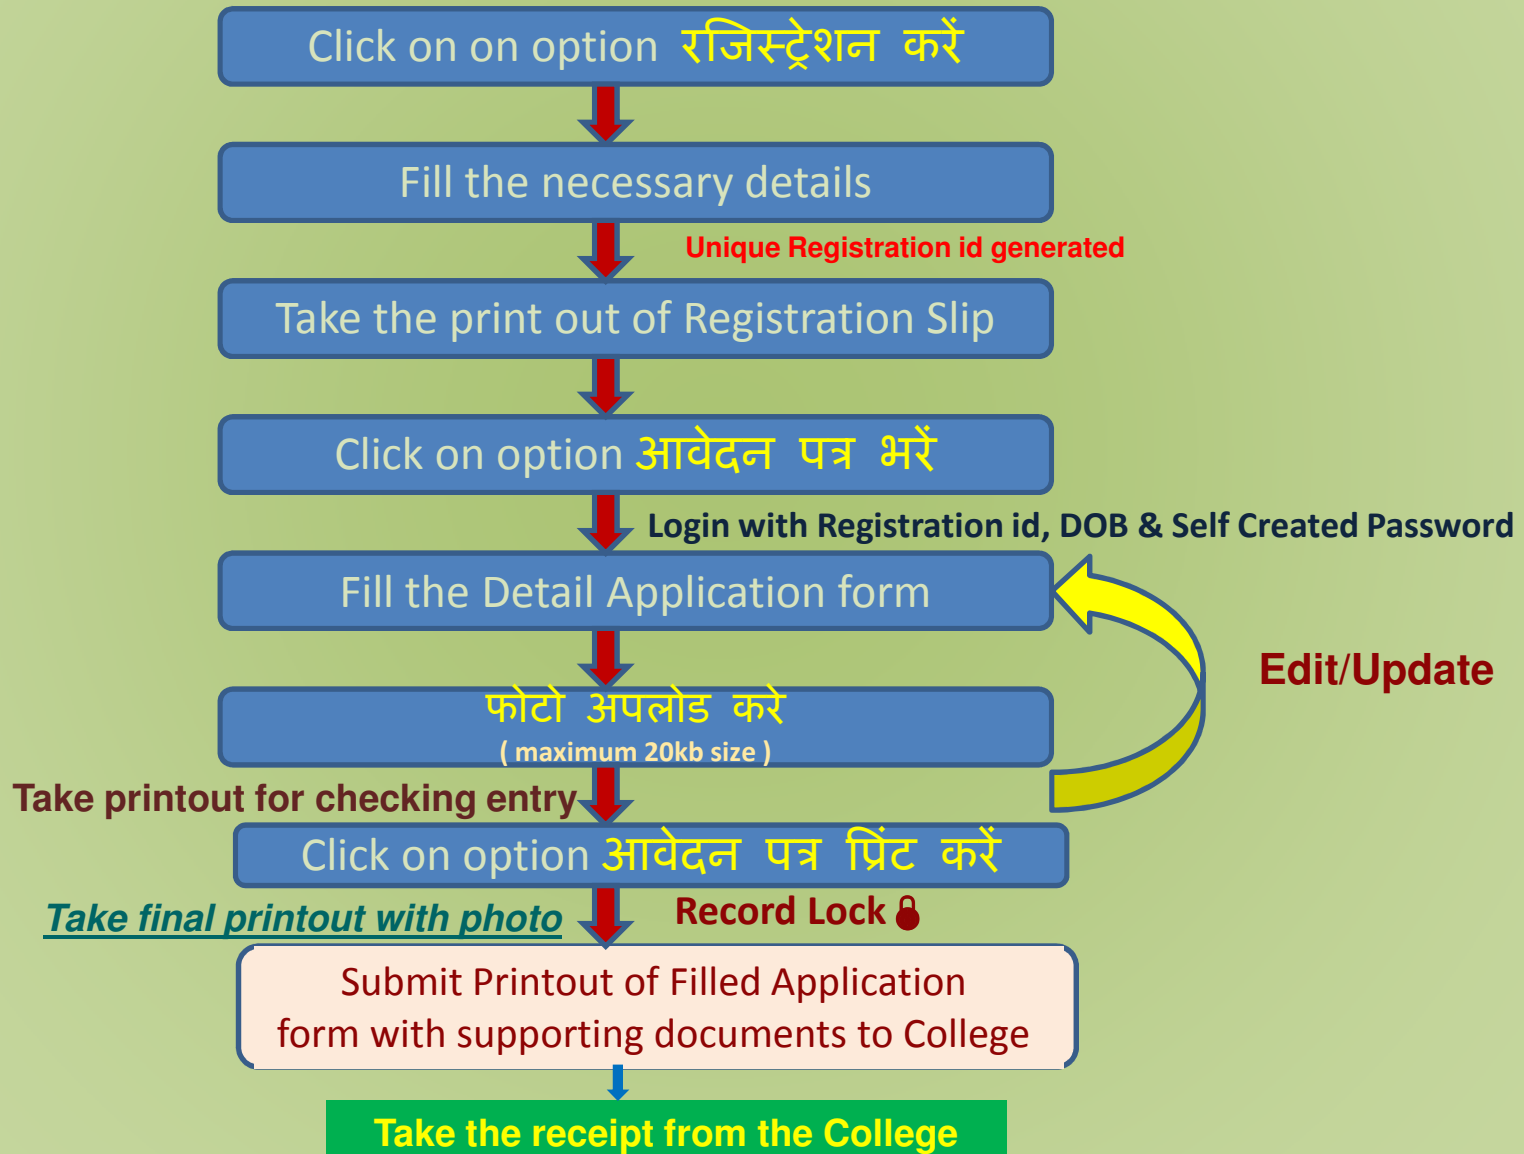 Click on on option रजिस्ट्रेशन करें
Fill the necessary details
Unique Registration id generated
Take the print out of Registration Slip
Click on option आवेदन पत्र भरें
Login with Registration id, DOB & Self Created Password
Fill the Detail Application form
Edit/Update
फोटो अपलोड करे
( maximum 20kb size )
Take printout for checking entry
Click on option आवेदन पत्र प्रिंट करें
Take final printout with photo
Record Lock
Submit Printout of Filled Application
form with supporting documents to College
Take the receipt from the College